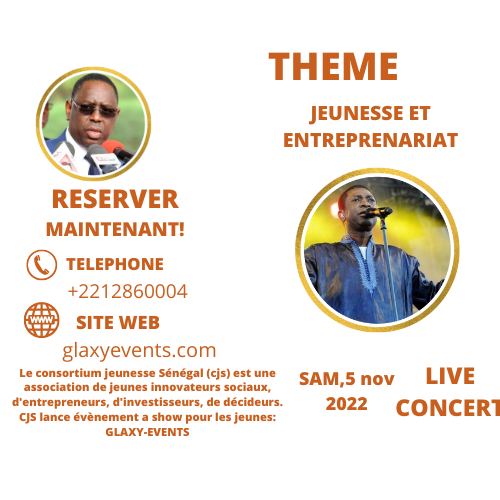 THEME
JEUNESSE ET
ENTREPRENARIAT
RESERVER
MAINTENANT!
TELEPHONE
+2212860004
WWW
SITE WEB
glaxyevents.com
Le consortium jeunesse Sénégal (cjs) est une
association de jeunes innovateurs sociaux,
d'entrepreneurs, d'investisseurs, de décideurs.
CJS lance évènement a show pour les jeunes:
GLAXY-EVENTS
SAM,5 nov
2022
LIVE
CONCERT